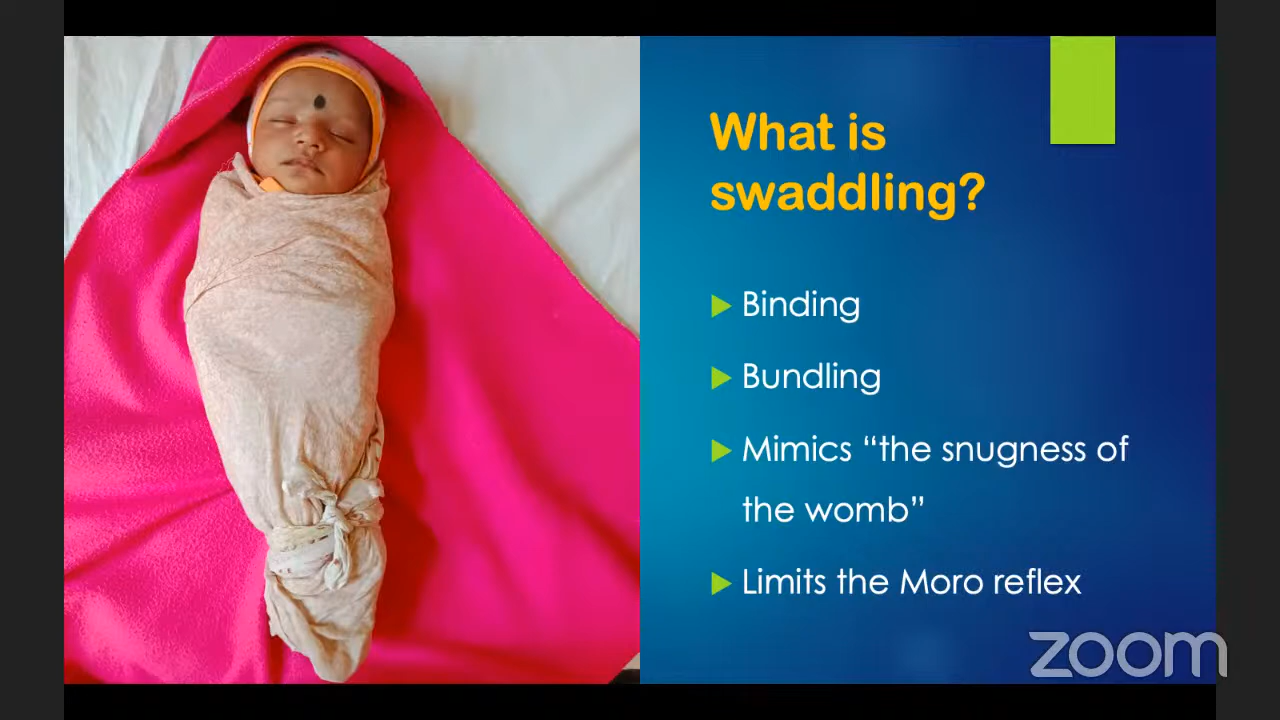 What is
swaddling?
Binding
Bundling
Mimics “the snugness of
the womb”
Limits the Moro reflex
zoom